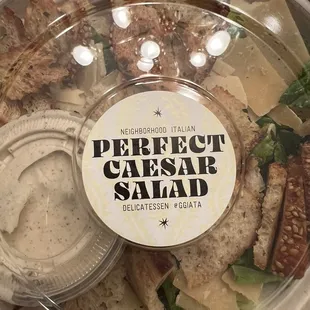 NEIGHBORHOOD ITALIAN
PERFECT
CAESAR
SALAD
DELICATESSEN #GGIATA